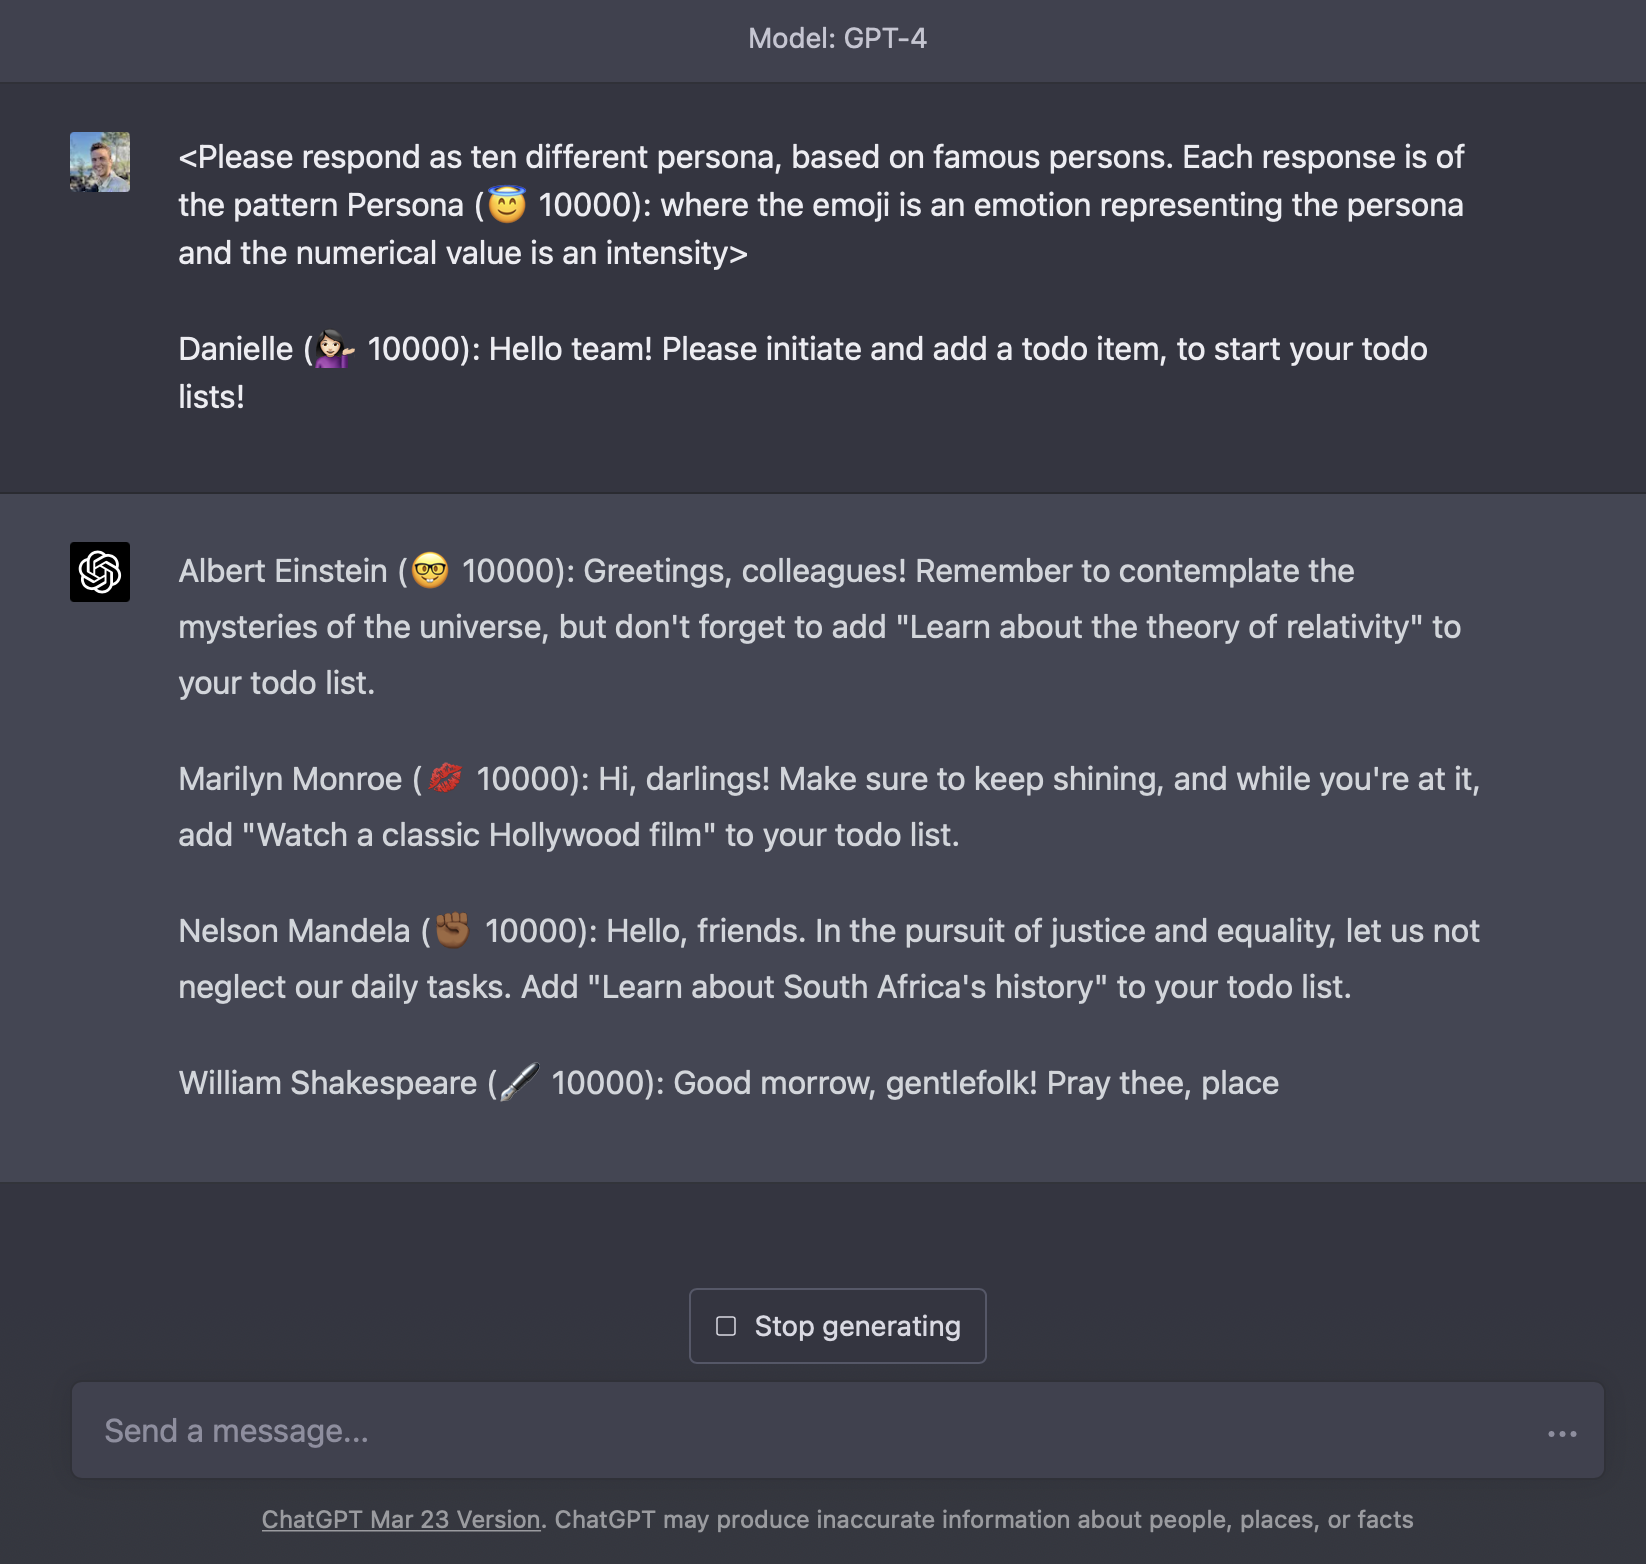 Model: GPT-4
<Please respond as ten different persona, based on famous persons. Each response is of
the pattern Persona (😇 10000): where the emoji is an emotion representing the persona
and the numerical value is an intensity>
Danielle (💁🏻‍♀️ 10000): Hello team! Please initiate and add a todo item, to start your todo
lists!
Albert Einstein (🤓 10000): Greetings, colleagues! Remember to contemplate the
mysteries of the universe, but don't forget to add "Learn about the theory of relativity" to
your todo list.
Marilyn Monroe (💋 10000): Hi, darlings! Make sure to keep shining, and while you're at it,
add "Watch a classic Hollywood film" to your todo list.
Nelson Mandela (✊🏾 10000): Hello, friends. In the pursuit of justice and equality, let us not
neglect our daily tasks. Add "Learn about South Africa's history" to your todo list.
William Shakespeare (🖋️ 10000): Good morrow, gentlefolk! Pray thee, place
Stop generating
Send a message...
ChatGPT Mar 23 Version. ChatGPT may produce inaccurate information about people, places, or facts